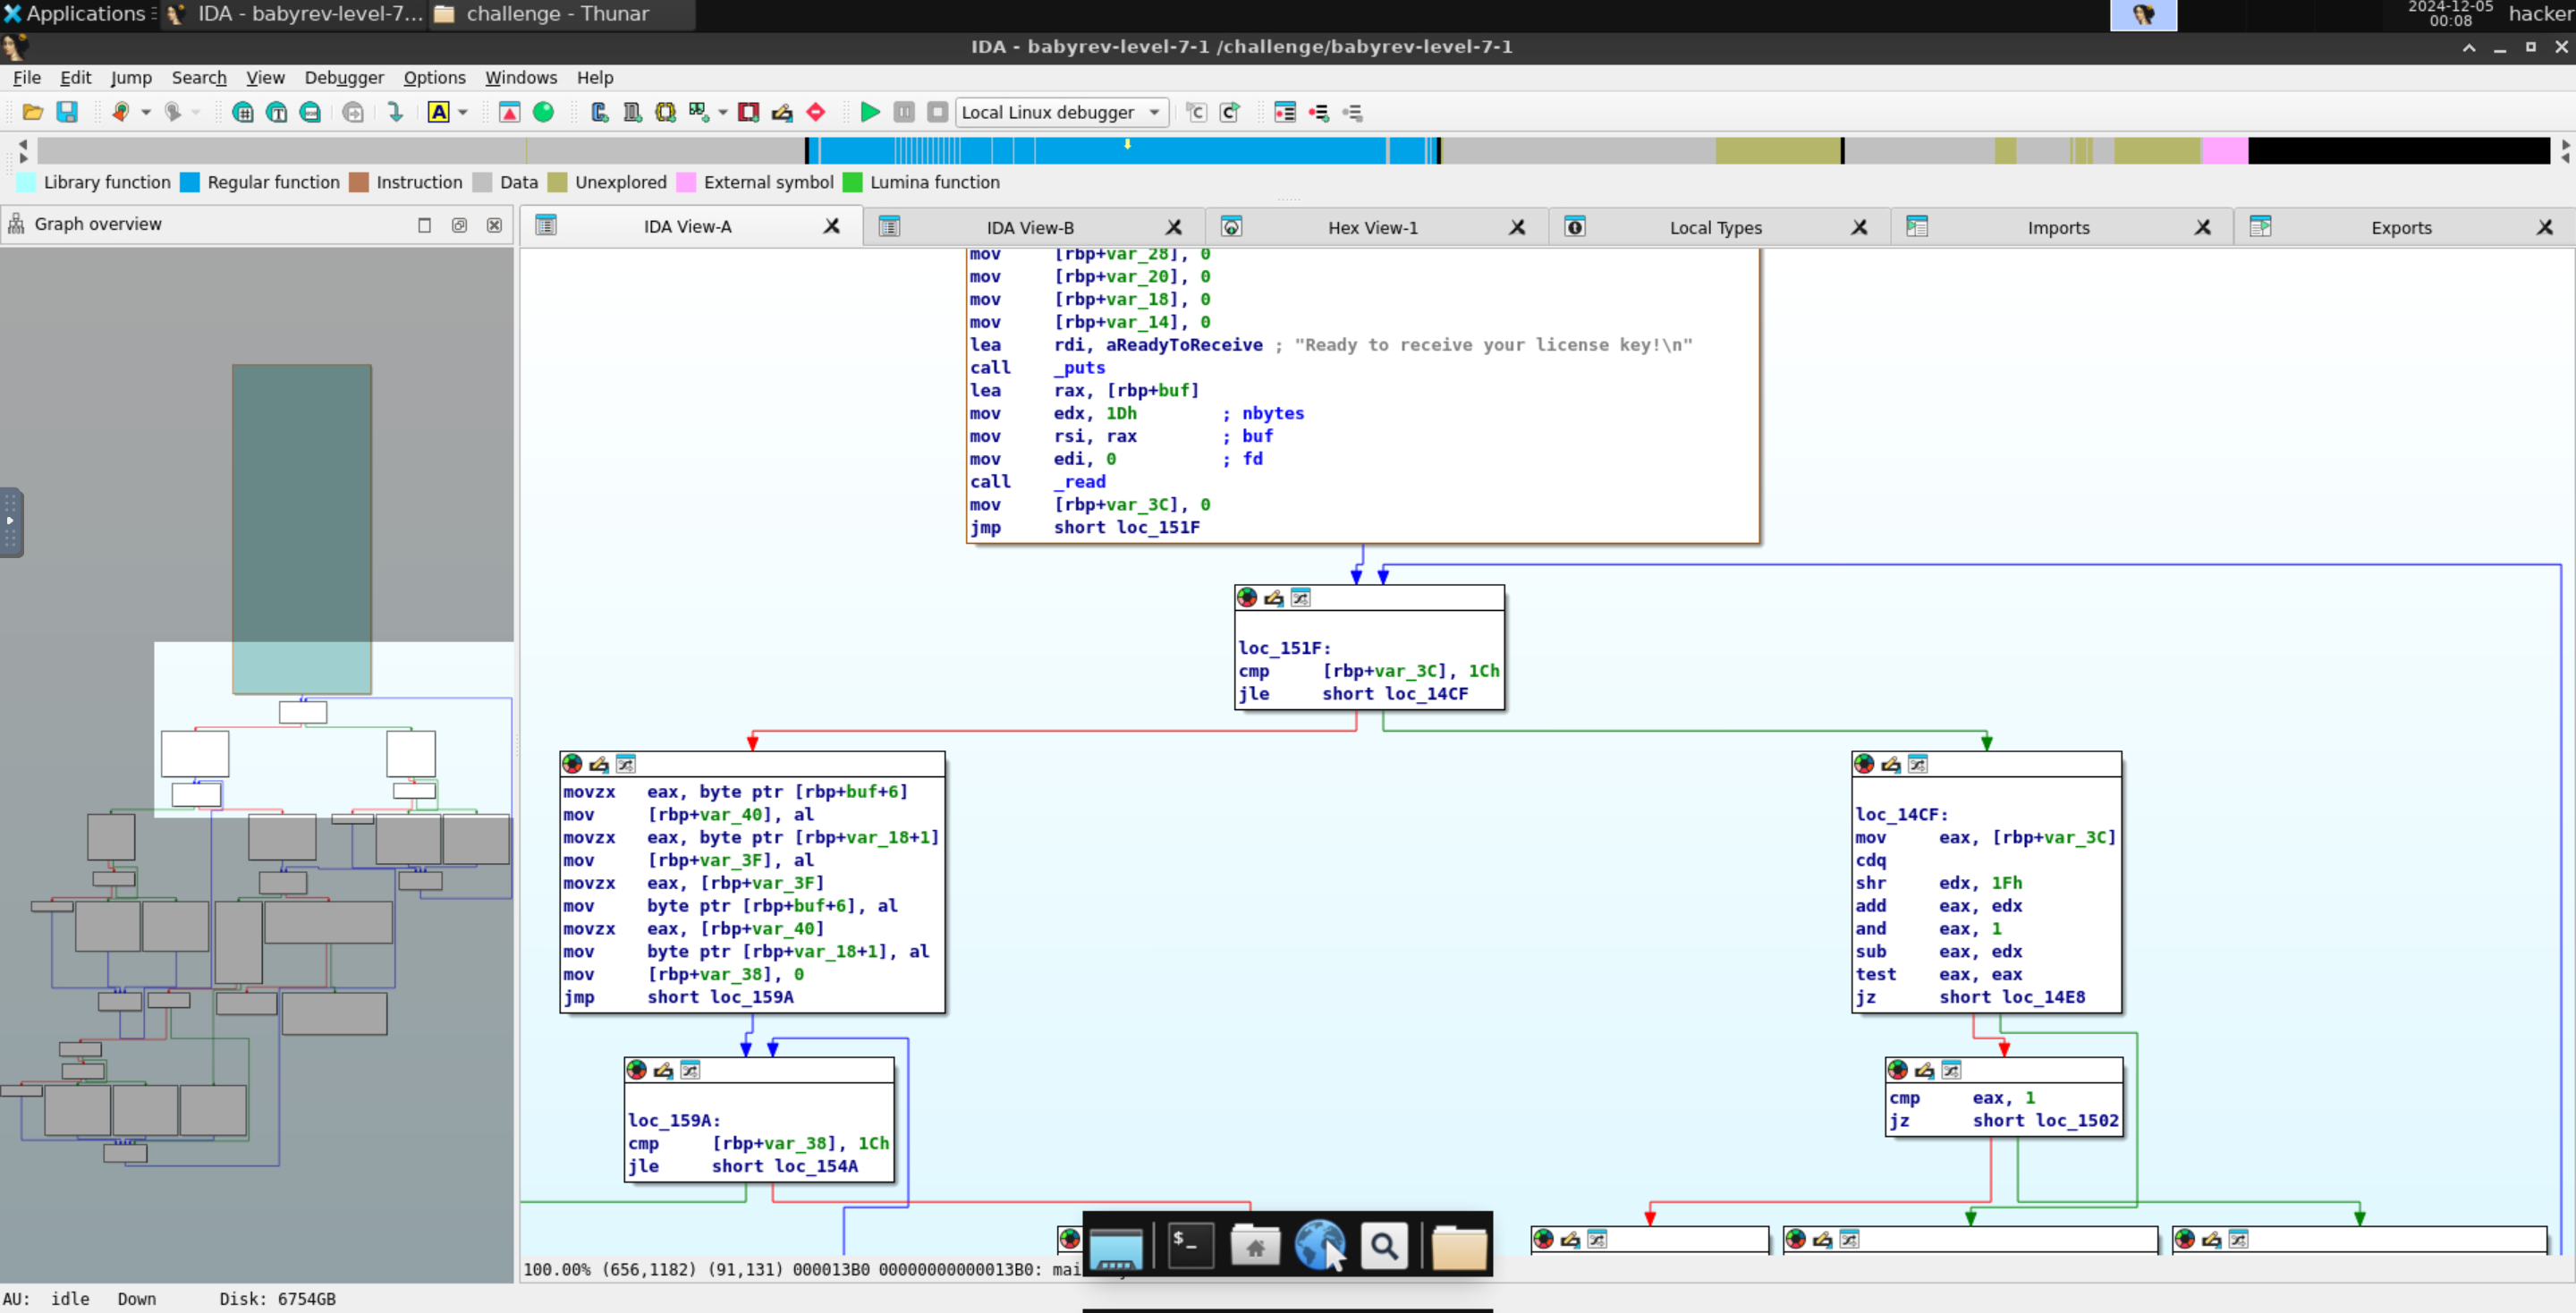 Applications
IDA - babyrev-level-7...
challenge - Thunar
2024-12-05
00:08
hacker
IDA - babyrev-level-7-1 /challenge/babyrev-level-7-1
File Edit Jump Search View Debugger Options Windows Help
Local Linux debugger
Library function Regular function Instruction Data Unexplored External symbol Lumina function
Graph overview
IDA View-A IDA View-B Hex View-1 Local Types Imports Exports
mov [rbp+var_28], 0
mov [rbp+var_20], 0
mov [rbp+var_18], 0
mov [rbp+var_14], 0
lea rdi, aReadyToReceive ; "Ready to receive your license key!\n"
call _puts
lea rax, [rbp+buf]
mov edx, 1Dh ; nbytes
mov rsi, rax ; buf
mov edi, 0 ; fd
call _read
mov [rbp+var_3C], 0
jmp short loc_151F
loc_151F:
cmp [rbp+var_3C], 1Ch
jle short loc_14CF
movzx eax, byte ptr [rbp+buf+6]
mov [rbp+var_40], al
movzx eax, byte ptr [rbp+var_18+1]
mov [rbp+var_3F], al
movzx eax, [rbp+var_3F]
mov byte ptr [rbp+buf+6], al
movzx eax, [rbp+var_40]
mov byte ptr [rbp+var_18+1], al
mov [rbp+var_38], 0
jmp short loc_159A
loc_14CF:
mov eax, [rbp+var_3C]
cdq
shr edx, 1Fh
add eax, edx
and eax, 1
sub eax, edx
test eax, eax
jz short loc_14E8
loc_159A:
cmp [rbp+var_38], 1Ch
jle short loc_154A
cmp eax, 1
jz short loc_1502
100.00% (656,1182) (91,131) 000013B0 00000000000013B0: mai
AU: idle Down Disk: 6754GB